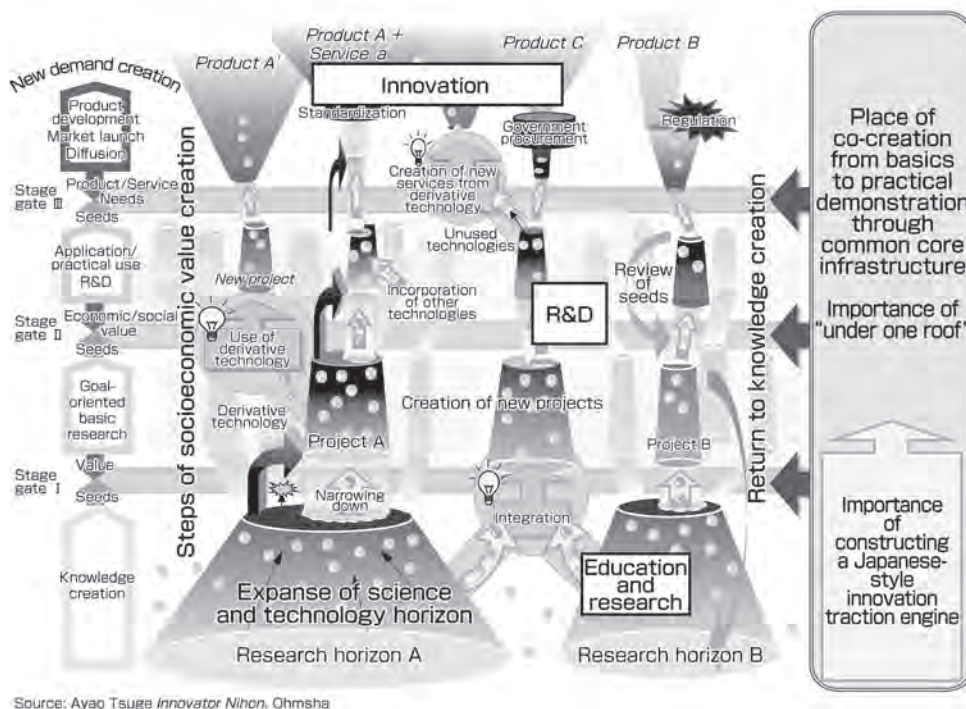 New demand creation
Product
development
Market launch
Diffusion
Stage
gate Ⅲ
Product/Service
Needs
Seeds
Application/
practical use
R&D
Stage
gate Ⅱ
Economic/social
value
Seeds
Goal-
oriented
basic
research
Stage
gate Ⅰ
Value
Seeds
Knowledge
creation
Steps of socioeconomic value creation
Product A'
Product A +
Service a
Product C
Product B
Innovation
Standardization
Government
procurement
Regulation
Creation of new
services from
derivative
technology
Unused
technologies
New project
Incorporation
of other
technologies
R&D
Review
of
seeds
Use of
derivative
technology
Derivative
technology
Project A
Creation of new projects
Project B
Narrowing
down
Integration
Education
and
research
Expanse of science
and technology horizon
Research horizon A
Research horizon B
Return to knowledge creation
Place of
co-creation
from basics
to practical
demonstration
through
common core
infrastructure
Importance of
"under one roof"
Importance
of
constructing
a Japanese-
style
innovation
traction engine
Source: Ayao Tsuge Innovator Nihon, Ohmsha